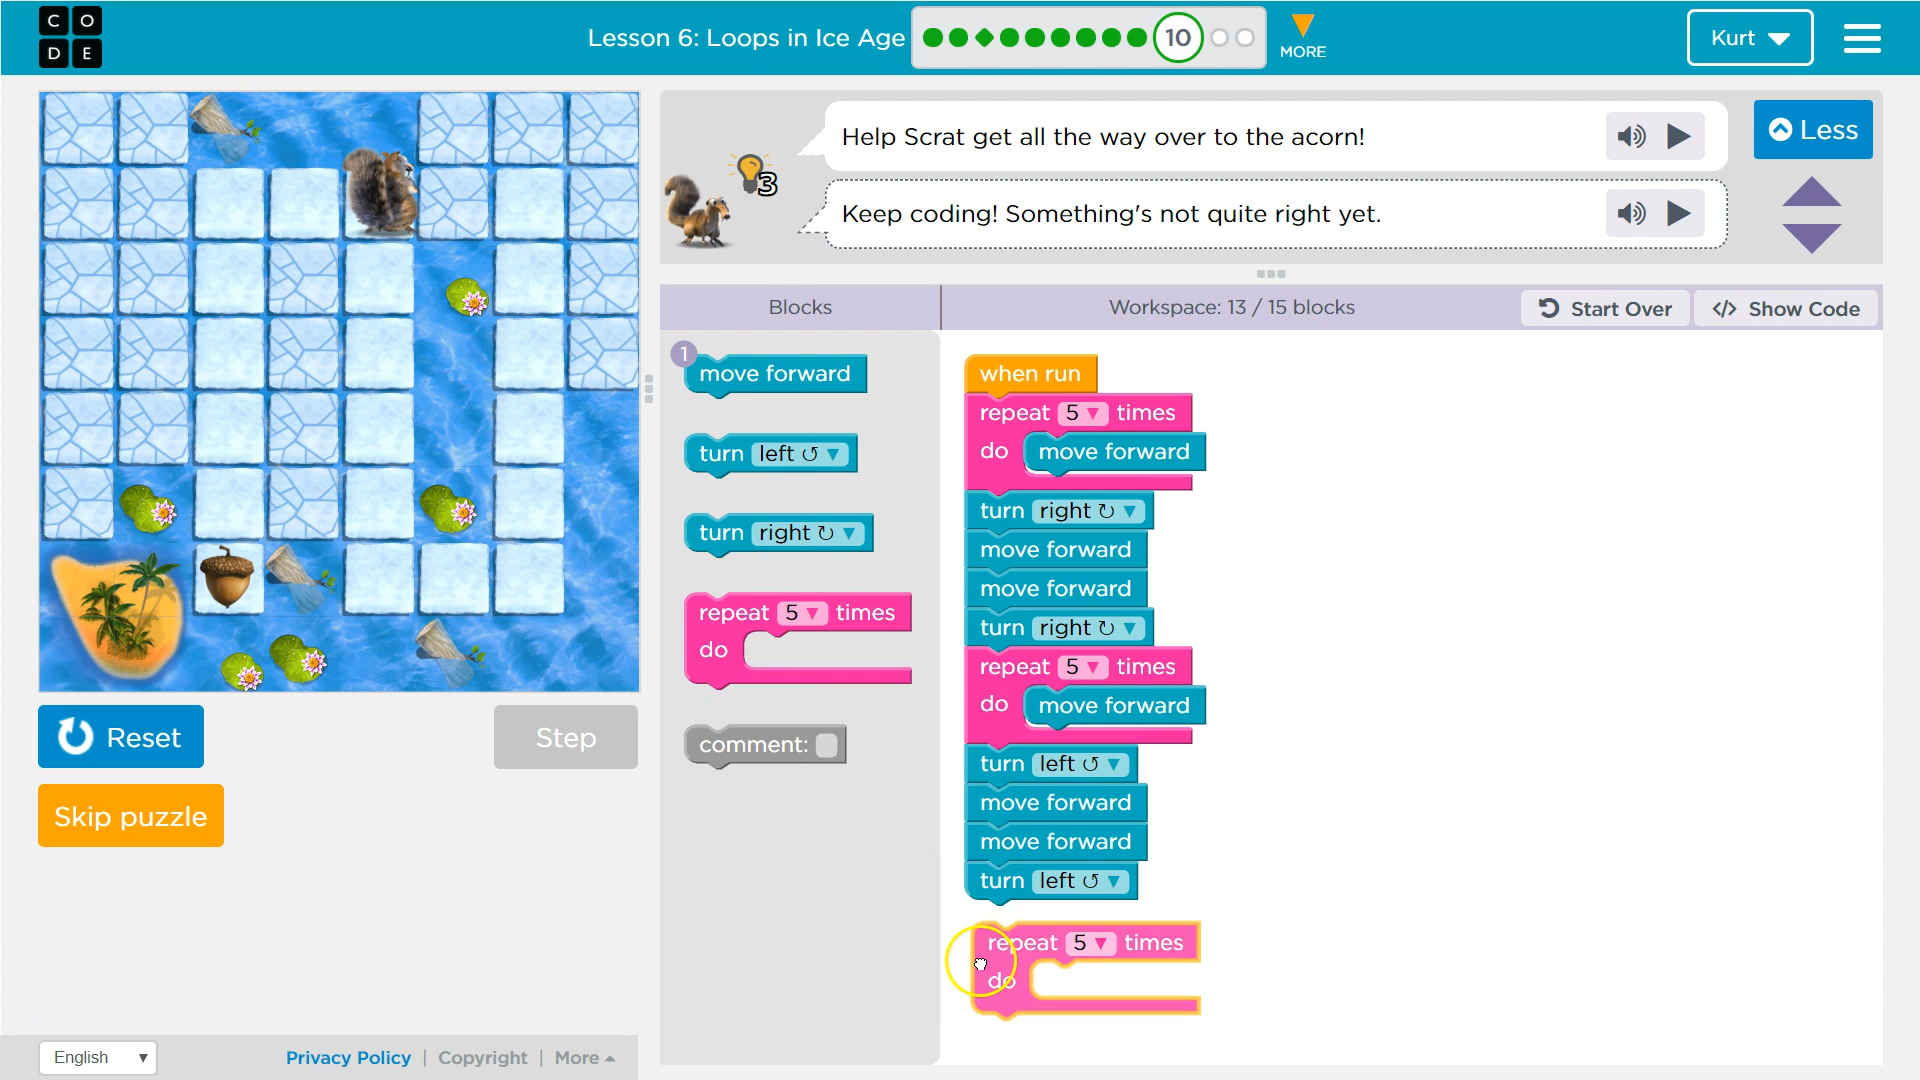 C O
D E
Lesson 6: Loops in Ice Age
10
MORE
Kurt
3
Help Scrat get all the way over to the acorn!
Keep coding! Something's not quite right yet.
Less
Blocks
Workspace: 13 / 15 blocks
Start Over
</> Show Code
1
move forward
turn left ↺ ▼
turn right ↻ ▼
repeat 5 ▼ times
do
comment:
when run
repeat 5 ▼ times
do move forward
turn right ↻ ▼
move forward
move forward
turn right ↻ ▼
repeat 5 ▼ times
do move forward
turn left ↺ ▼
move forward
move forward
turn left ↺ ▼
repeat 5 ▼ times
do
Reset
Step
Skip puzzle
English
Privacy Policy | Copyright | More